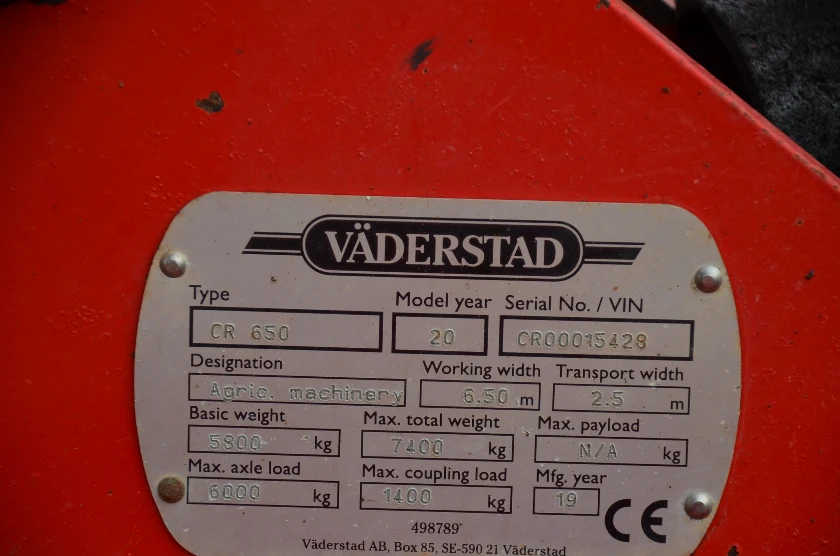 VÄDERSTAD
Type Model year Serial No. / VIN
CR 650 20 CR00015428
Designation Working width Transport width
Agric. machinery 6.50 m 2.5 m
Basic weight Max. total weight Max. payload
5800 kg 7400 kg N/A kg
Max. axle load Max. coupling load Mfg. year
6000 kg 1400 kg 19 CE
498789
Väderstad AB, Box 85, SE-590 21 Väderstad